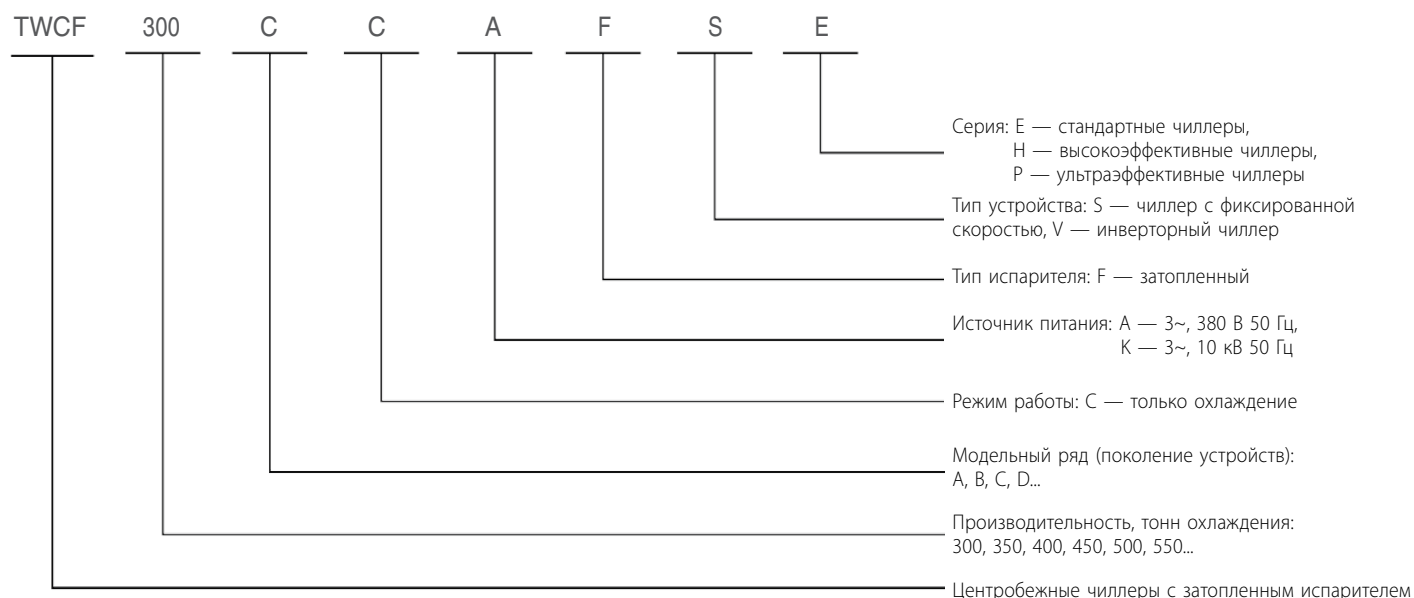 TWCF 300 C C A F S E
Серия: E — стандартные чиллеры,
H — высокоэффективные чиллеры,
P — ультраэффективные чиллеры
Тип устройства: S — чиллер с фиксированной
скоростью, V — инверторный чиллер
Тип испарителя: F — затопленный
Источник питания: A — 3~, 380 В 50 Гц,
K — 3~, 10 кВ 50 Гц
Режим работы: C — только охлаждение
Модельный ряд (поколение устройств):
A, B, C, D...
Производительность, тонн охлаждения:
300, 350, 400, 450, 500, 550...
Центробежные чиллеры с затопленным испарителем